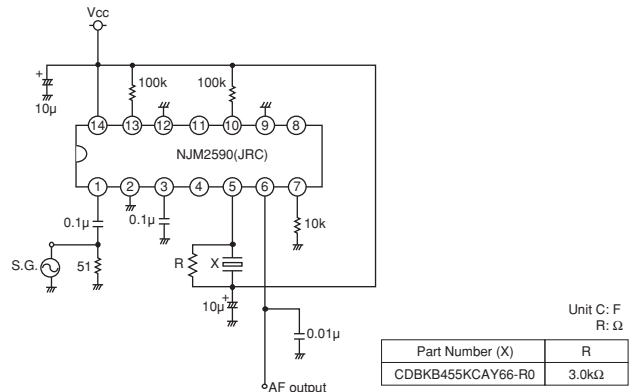 Vcc
+
10μ
100k
100k
14 13 12 11 10 9 8
NJM2590(JRC)
1 2 3 4 5 6 7
0.1μ
0.1μ
10k
S.G.
51
R
X
+
10μ
0.01μ
AF output
Unit C: F
R: Ω
Part Number (X) R
CDBKB455KCAY66-R0 3.0kΩ